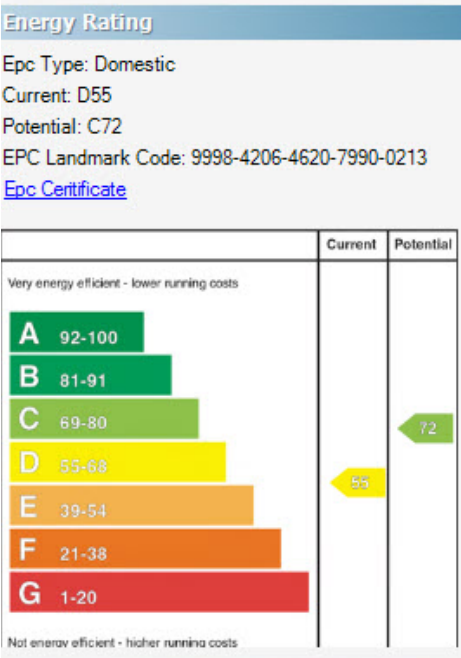 Energy Rating
Epc Type: Domestic
Current: D55
Potential: C72
EPC Landmark Code: 9998-4206-4620-7990-0213
Epc Ceritificate
Current Potential
Very energy efficient - lower running costs
A 92-100
B 81-91
C 69-80
72
D 55-68
55
E 39-54
F 21-38
G 1-20
Not energy efficient - higher running costs